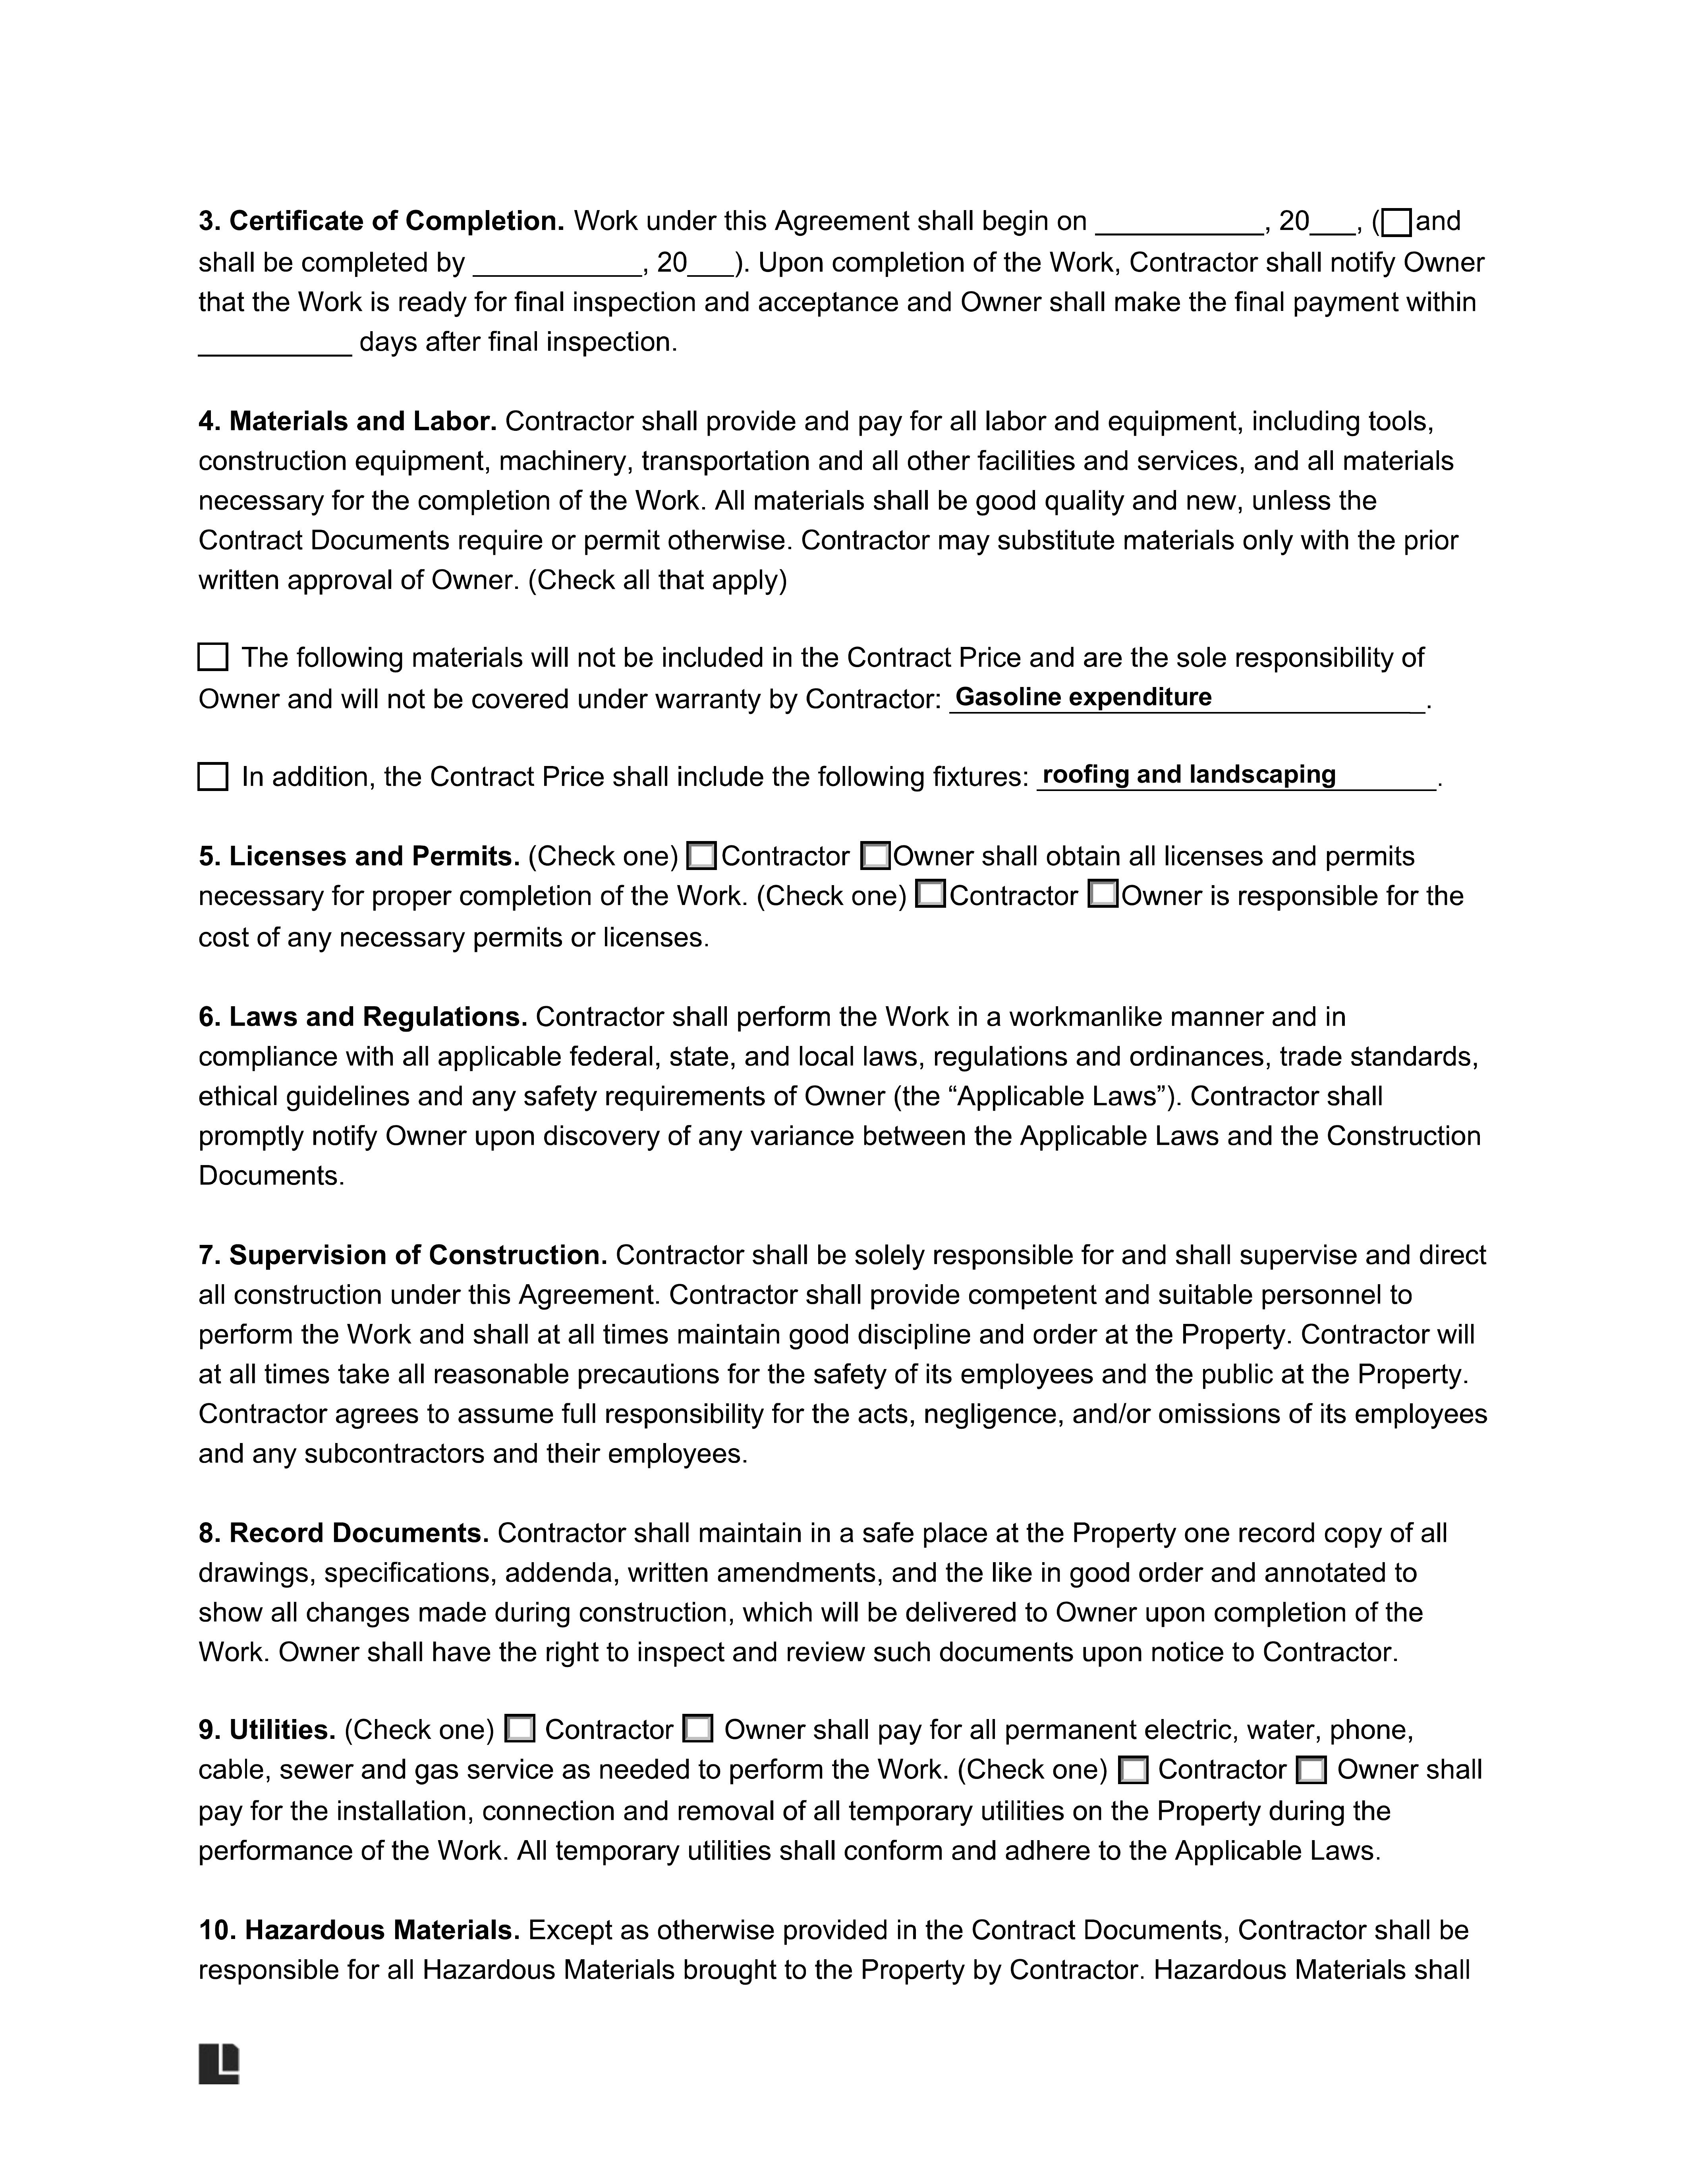 3. Certificate of Completion. Work under this Agreement shall begin on ___________, 20___, (☐and
shall be completed by ___________, 20___). Upon completion of the Work, Contractor shall notify Owner
that the Work is ready for final inspection and acceptance and Owner shall make the final payment within
__________ days after final inspection.
4. Materials and Labor. Contractor shall provide and pay for all labor and equipment, including tools,
construction equipment, machinery, transportation and all other facilities and services, and all materials
necessary for the completion of the Work. All materials shall be good quality and new, unless the
Contract Documents require or permit otherwise. Contractor may substitute materials only with the prior
written approval of Owner. (Check all that apply)
☐ The following materials will not be included in the Contract Price and are the sole responsibility of
Owner and will not be covered under warranty by Contractor: Gasoline expenditure.
☐ In addition, the Contract Price shall include the following fixtures: roofing and landscaping.
5. Licenses and Permits. (Check one) ☐Contractor ☐Owner shall obtain all licenses and permits
necessary for proper completion of the Work. (Check one) ☐Contractor ☐Owner is responsible for the
cost of any necessary permits or licenses.
6. Laws and Regulations. Contractor shall perform the Work in a workmanlike manner and in
compliance with all applicable federal, state, and local laws, regulations and ordinances, trade standards,
ethical guidelines and any safety requirements of Owner (the “Applicable Laws”). Contractor shall
promptly notify Owner upon discovery of any variance between the Applicable Laws and the Construction
Documents.
7. Supervision of Construction. Contractor shall be solely responsible for and shall supervise and direct
all construction under this Agreement. Contractor shall provide competent and suitable personnel to
perform the Work and shall at all times maintain good discipline and order at the Property. Contractor will
at all times take all reasonable precautions for the safety of its employees and the public at the Property.
Contractor agrees to assume full responsibility for the acts, negligence, and/or omissions of its employees
and any subcontractors and their employees.
8. Record Documents. Contractor shall maintain in a safe place at the Property one record copy of all
drawings, specifications, addenda, written amendments, and the like in good order and annotated to
show all changes made during construction, which will be delivered to Owner upon completion of the
Work. Owner shall have the right to inspect and review such documents upon notice to Contractor.
9. Utilities. (Check one) ☐ Contractor ☐ Owner shall pay for all permanent electric, water, phone,
cable, sewer and gas service as needed to perform the Work. (Check one) ☐ Contractor ☐ Owner shall
pay for the installation, connection and removal of all temporary utilities on the Property during the
performance of the Work. All temporary utilities shall conform and adhere to the Applicable Laws.
10. Hazardous Materials. Except as otherwise provided in the Contract Documents, Contractor shall be
responsible for all Hazardous Materials brought to the Property by Contractor. Hazardous Materials shall